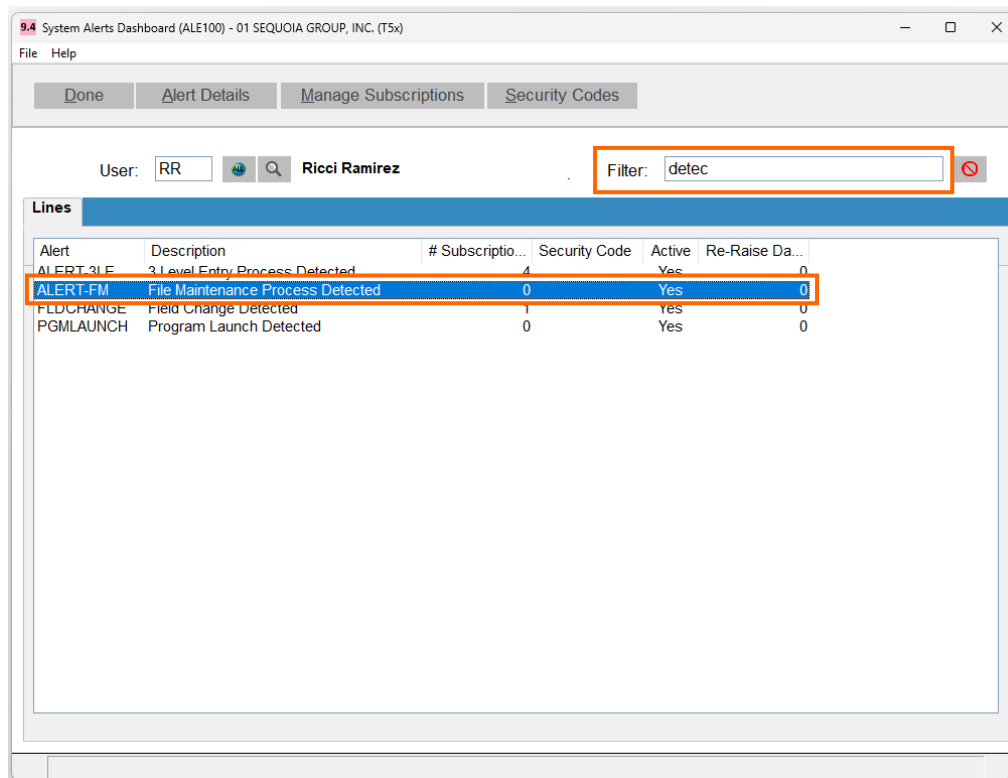 9.4 System Alerts Dashboard (ALE100) - 01 SEQUOIA GROUP, INC. (T5x)
File Help
Done Alert Details Manage Subscriptions Security Codes
User: RR Ricci Ramirez . Filter: detec
Lines
Alert Description # Subscriptio... Security Code Active Re-Raise Da...
ALERT-3LE 3 Level Entry Process Detected 4 Yes 0
ALERT-FM File Maintenance Process Detected 0 Yes 0
FLDCHANGE Field Change Detected 1 Yes 0
PGMLAUNCH Program Launch Detected 0 Yes 0